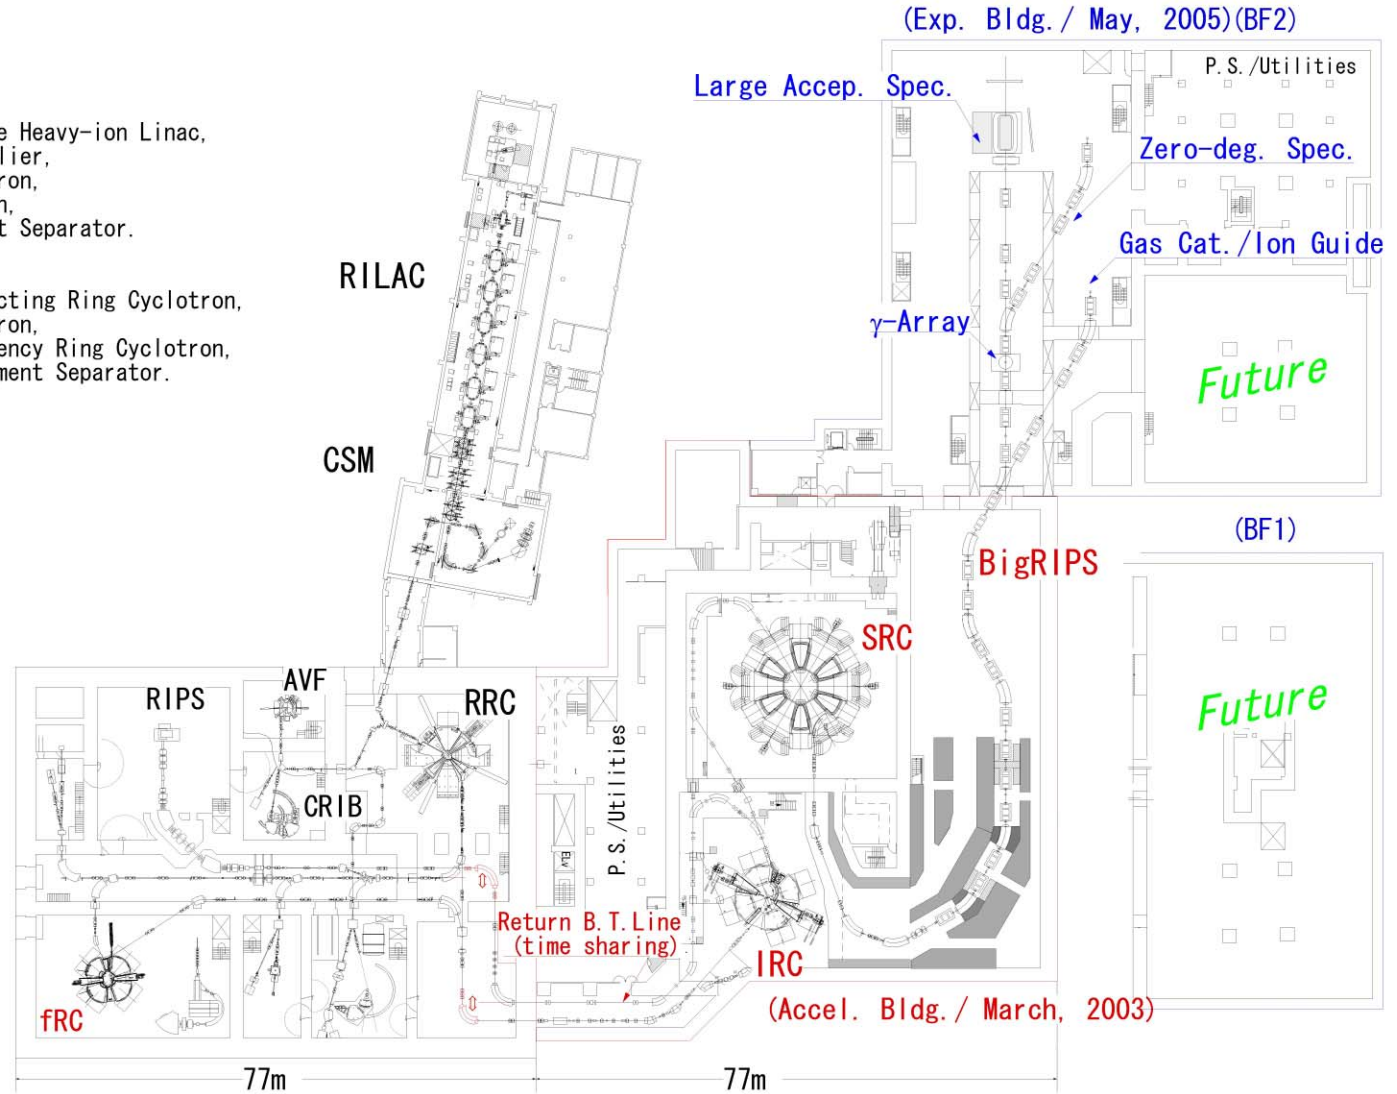 (Exp. Bldg./ May, 2005)(BF2)
P.S./Utilities
Large Accep. Spec.
e Heavy-ion Linac,
lier,
ron,
n,
t Separator.
Zero-deg. Spec.
Gas Cat./Ion Guide
RILAC
cting Ring Cyclotron,
ron,
ency Ring Cyclotron,
ment Separator.
γ-Array
Future
CSM
(BF1)
BigRIPS
SRC
AVF
RIPS
RRC
Future
P.S./Utilities
CRIB
ELV
Return B.T.Line
(time sharing)
IRC
fRC
(Accel. Bldg./ March, 2003)
77m
77m